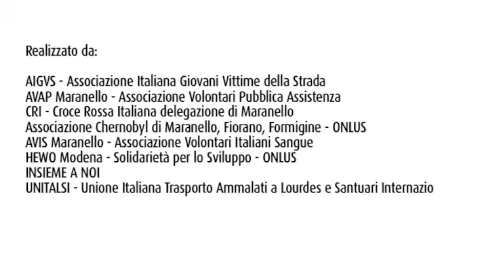 Realizzato da:
AIGVS - Associazione Italiana Giovani Vittime della Strada
AVAP Maranello - Associazione Volontari Pubblica Assistenza
CRI - Croce Rossa Italiana delegazione di Maranello
Associazione Chernobyl di Maranello, Fiorano, Formigine - ONLUS
AVIS Maranello - Associazione Volontari Italiani Sangue
HEWO Modena - Solidarietà per lo Sviluppo - ONLUS
INSIEME A NOI
UNITALSI - Unione Italiana Trasporto Ammalati a Lourdes e Santuari Internazio